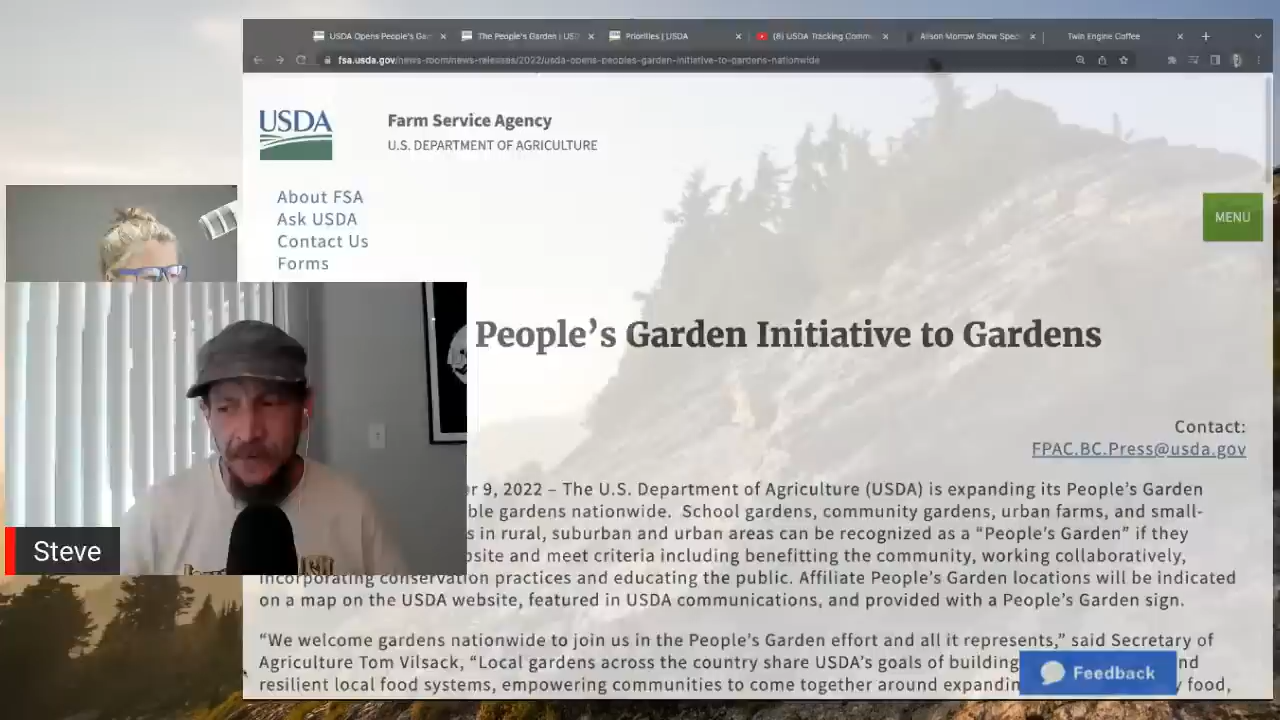 USDA Opens People's Gar
The People's Garden | USD
Priorities | USDA
(8) USDA Tracking Comm
Alison Morrow Show Spec
Twin Engine Coffee
fsa.usda.gov/news-room/news-releases/2022/usda-opens-peoples-garden-initiative-to-gardens-nationwide
USDA
Farm Service Agency
U.S. DEPARTMENT OF AGRICULTURE
About FSA
Ask USDA
Contact Us
Forms
MENU
People's Garden Initiative to Gardens
Contact:
FPAC.BC.Press@usda.gov
r 9, 2022 – The U.S. Department of Agriculture (USDA) is expanding its People's Garden
ble gardens nationwide. School gardens, community gardens, urban farms, and small-
s in rural, suburban and urban areas can be recognized as a "People's Garden" if they
site and meet criteria including benefitting the community, working collaboratively,
incorporating conservation practices and educating the public. Affiliate People's Garden locations will be indicated
on a map on the USDA website, featured in USDA communications, and provided with a People's Garden sign.
"We welcome gardens nationwide to join us in the People's Garden effort and all it represents," said Secretary of
Agriculture Tom Vilsack, "Local gardens across the country share USDA's goals of building
nd
resilient local food systems, empowering communities to come together around expandin
y food,
Feedback
Steve